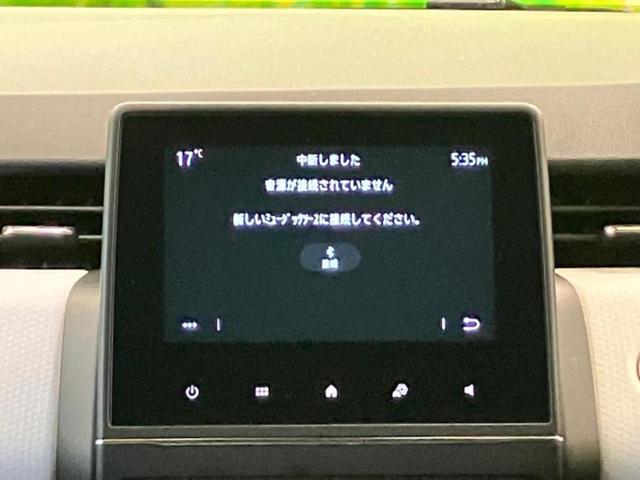 17℃ 中断しました 5:35PM
音源が接続されていません
新しいﾐｭｰｼﾞｯｸｿｰｽに接続してください。
接続